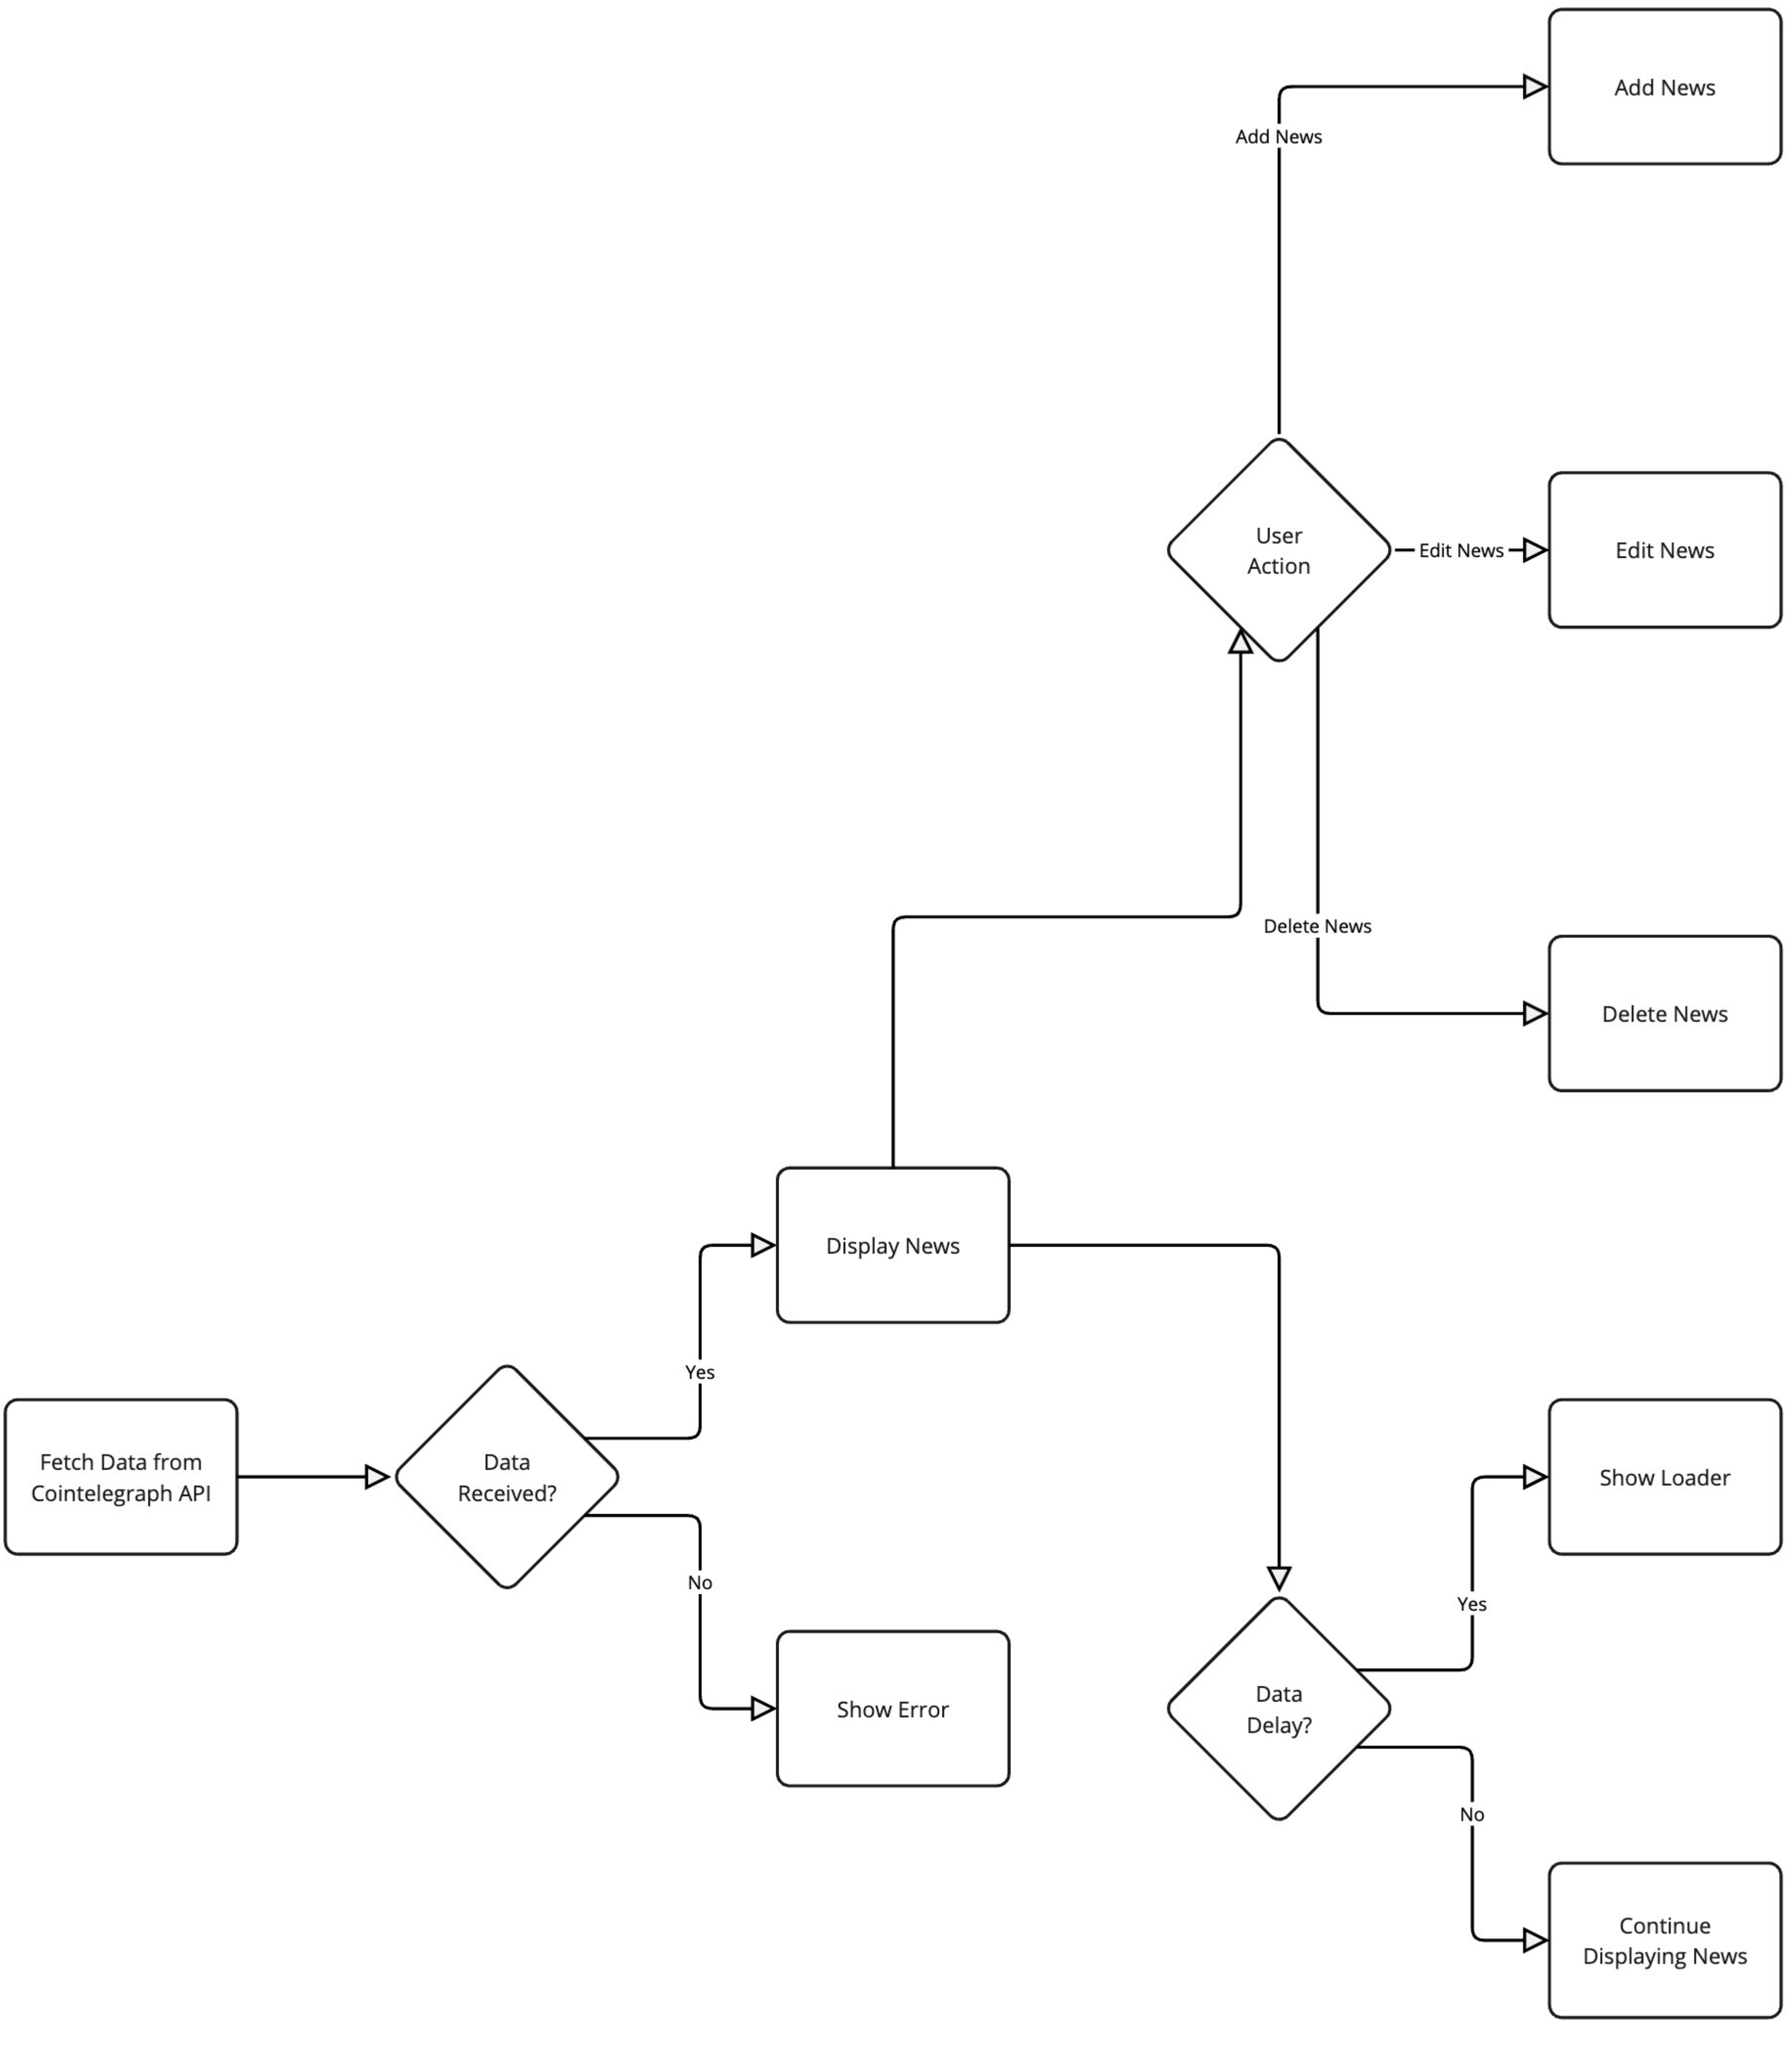 Add News
Add News
User
Action
Edit News
Edit News
Delete News
Delete News
Display News
Yes
Fetch Data from
Cointelegraph API
Data
Received?
No
Show Error
Show Loader
Yes
Data
Delay?
No
Continue
Displaying News